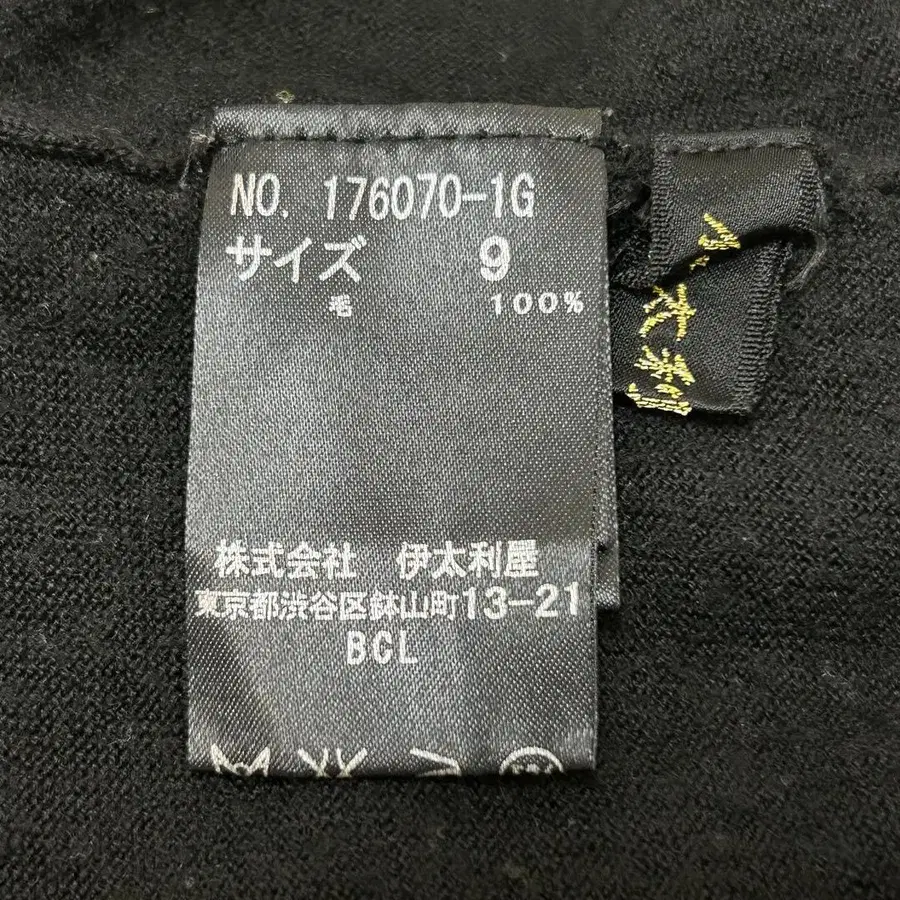 NO. 176070-1G
サイズ 9
毛 100%
株式会社 伊太利屋
東京都渋谷区鉢山町13-21
BCL